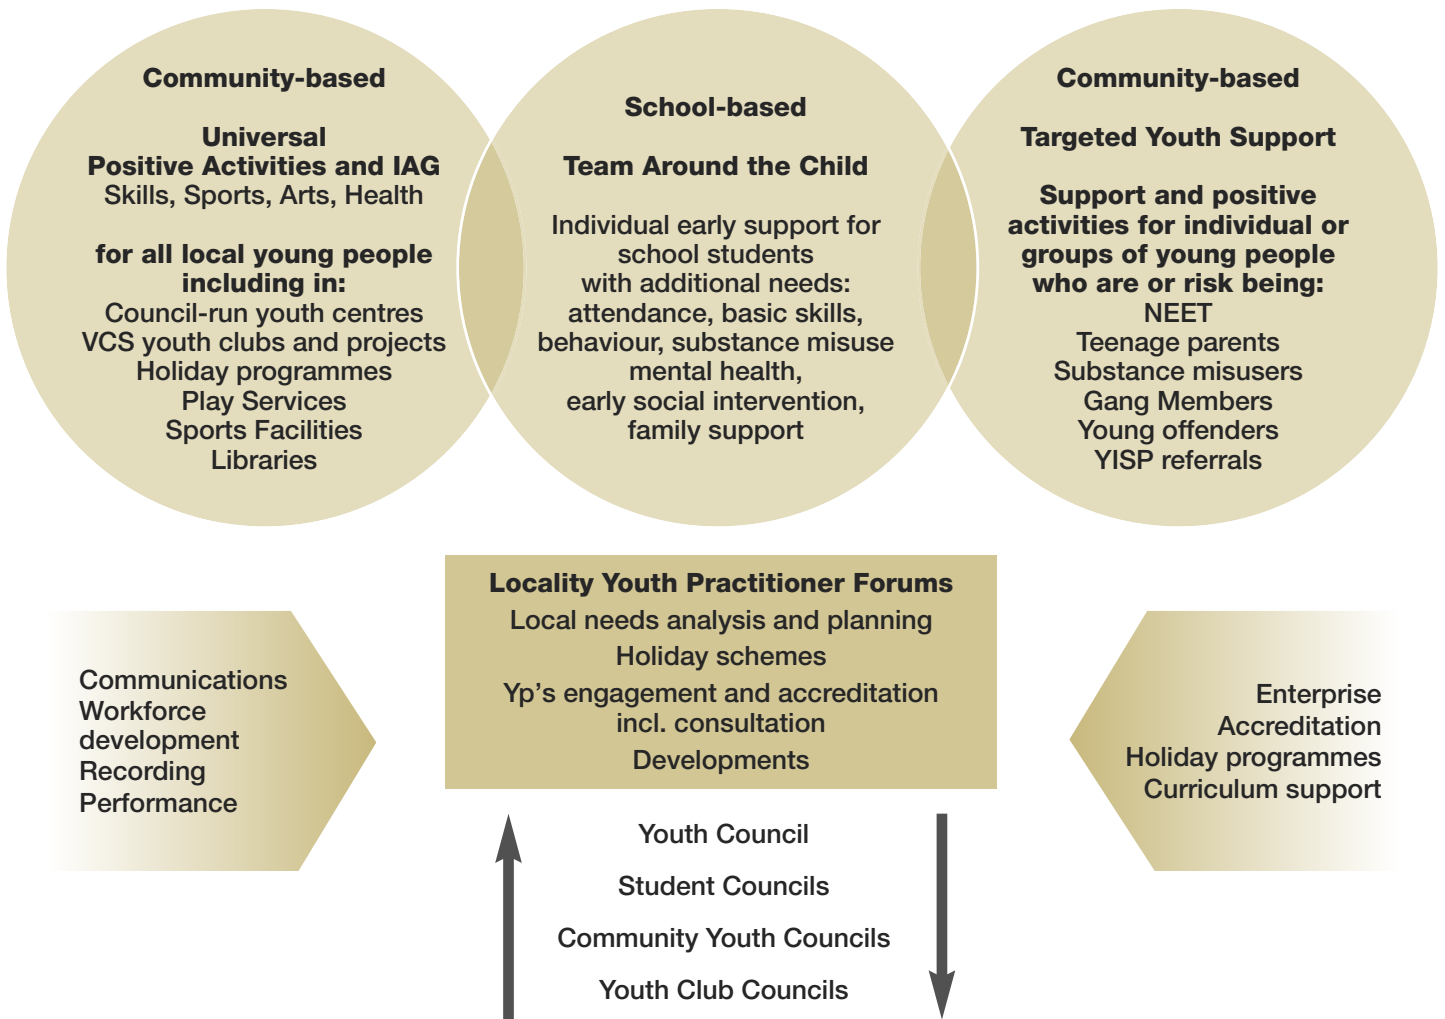 Community-based
Universal
Positive Activities and IAG
Skills, Sports, Arts, Health
for all local young people
including in:
Council-run youth centres
VCS youth clubs and projects
Holiday programmes
Play Services
Sports Facilities
Libraries
School-based
Team Around the Child
Individual early support for
school students
with additional needs:
attendance, basic skills,
behaviour, substance misuse
mental health,
early social intervention,
family support
Community-based
Targeted Youth Support
Support and positive
activities for individual or
groups of young people
who are or risk being:
NEET
Teenage parents
Substance misusers
Gang Members
Young offenders
YISP referrals
Communications
Workforce
development
Recording
Performance
Locality Youth Practitioner Forums
Local needs analysis and planning
Holiday schemes
Yp's engagement and accreditation
incl. consultation
Developments
Enterprise
Accreditation
Holiday programmes
Curriculum support
Youth Council
Student Councils
Community Youth Councils
Youth Club Councils